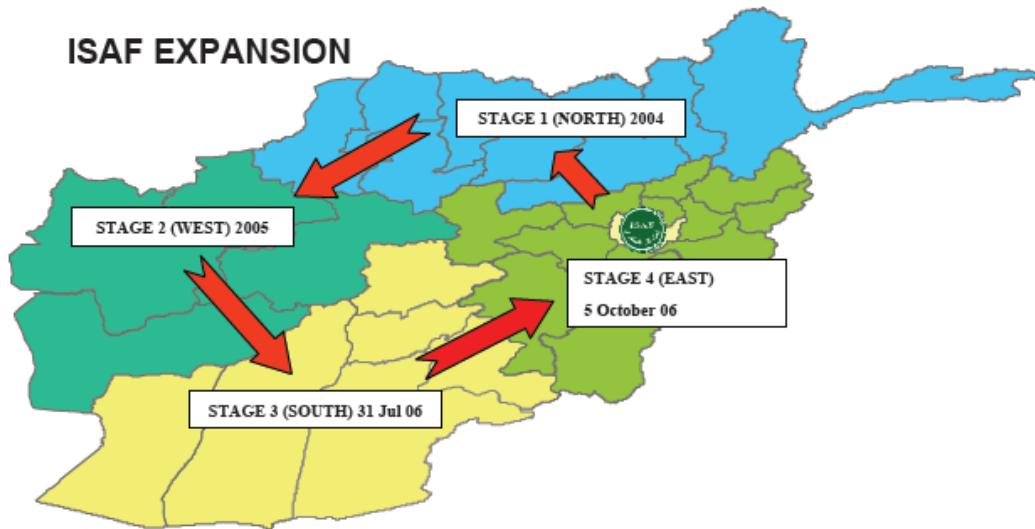 ISAF EXPANSION
STAGE 1 (NORTH) 2004
STAGE 2 (WEST) 2005
ISAF
STAGE 4 (EAST)
5 October 06
STAGE 3 (SOUTH) 31 Jul 06